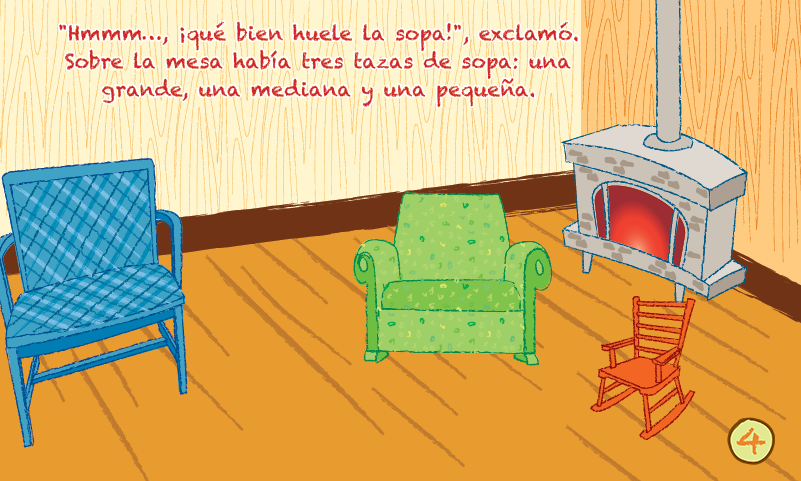 "Hmmm..., ¡qué bien huele la sopa!", exclamó.
Sobre la mesa había tres tazas de sopa: una
grande, una mediana y una pequeña.
4